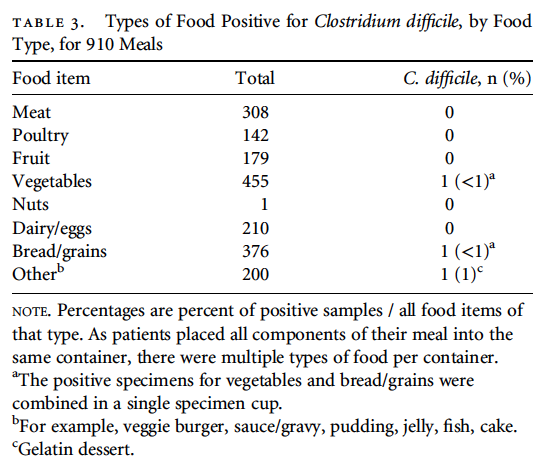 TABLE 3. Types of Food Positive for Clostridium difficile, by Food
Type, for 910 Meals
Food item Total C. difficile, n (%)
Meat 308 0
Poultry 142 0
Fruit 179 0
Vegetables 455 1 (<1)a
Nuts 1 0
Dairy/eggs 210 0
Bread/grains 376 1 (<1)a
Otherb 200 1 (1)c
NOTE. Percentages are percent of positive samples / all food items of
that type. As patients placed all components of their meal into the
same container, there were multiple types of food per container.
aThe positive specimens for vegetables and bread/grains were
combined in a single specimen cup.
bFor example, veggie burger, sauce/gravy, pudding, jelly, fish, cake.
cGelatin dessert.